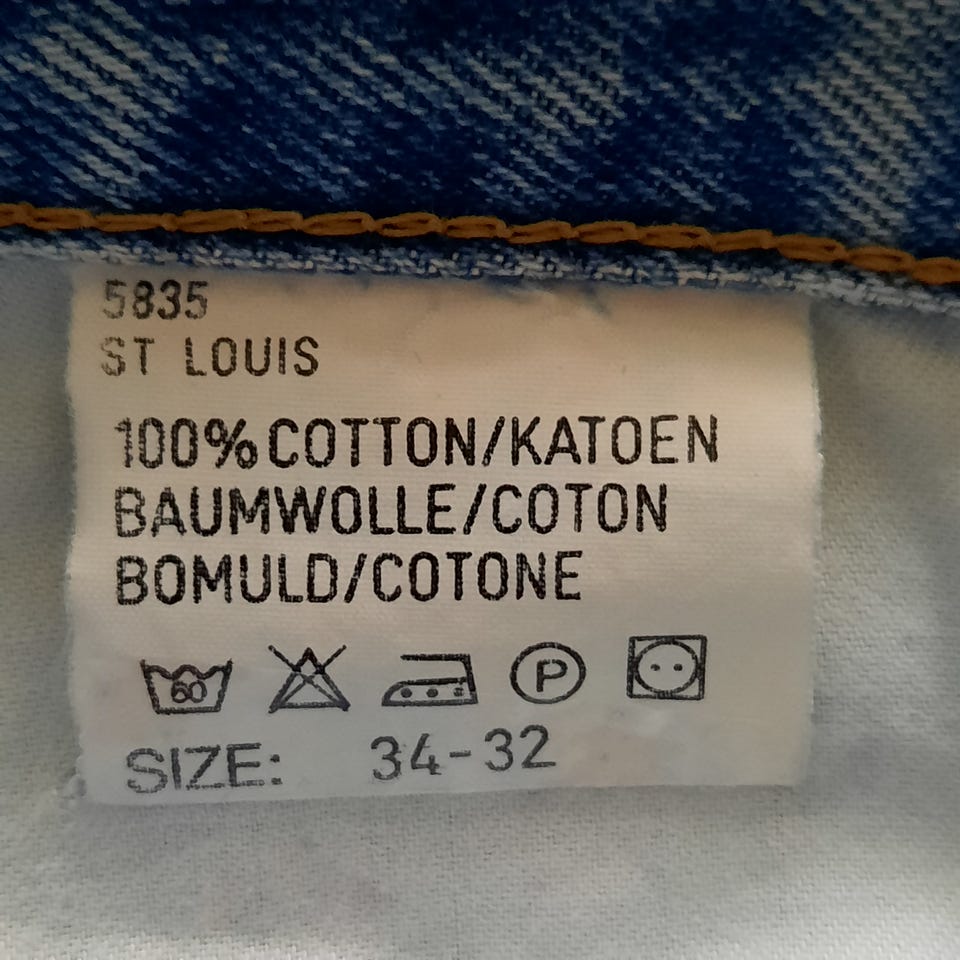 5835
ST LOUIS
100% COTTON/KATOEN
BAUMWOLLE/COTON
BOMULD/COTONE
60 P
SIZE: 34-32